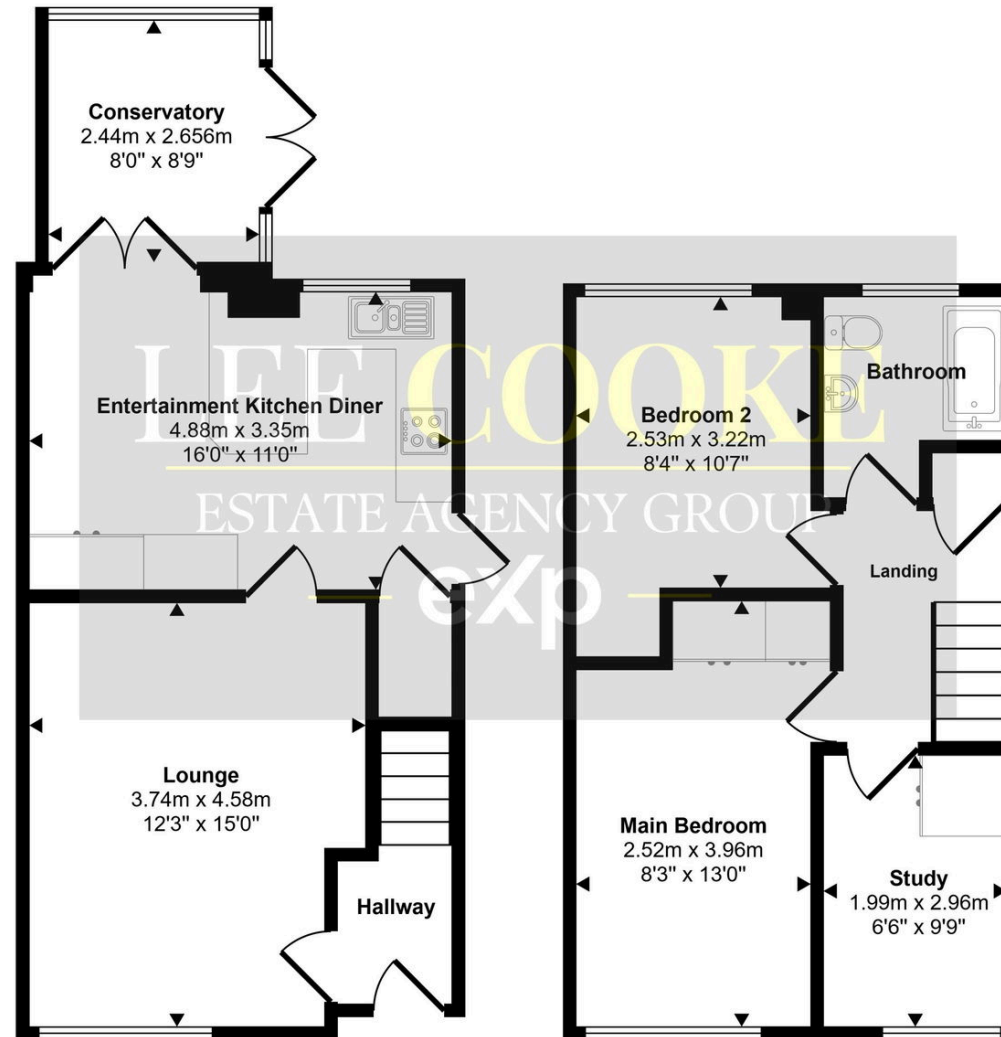 Conservatory
2.44m x 2.656m
8'0" x 8'9"
Entertainment Kitchen Diner
4.88m x 3.35m
16'0" x 11'0"
Lounge
3.74m x 4.58m
12'3" x 15'0"
Hallway
Bedroom 2
2.53m x 3.22m
8'4" x 10'7"
Bathroom
Landing
Main Bedroom
2.52m x 3.96m
8'3" x 13'0"
Study
1.99m x 2.96m
6'6" x 9'9"
LEE COOKE
ESTATE AGENCY GROUP
exp